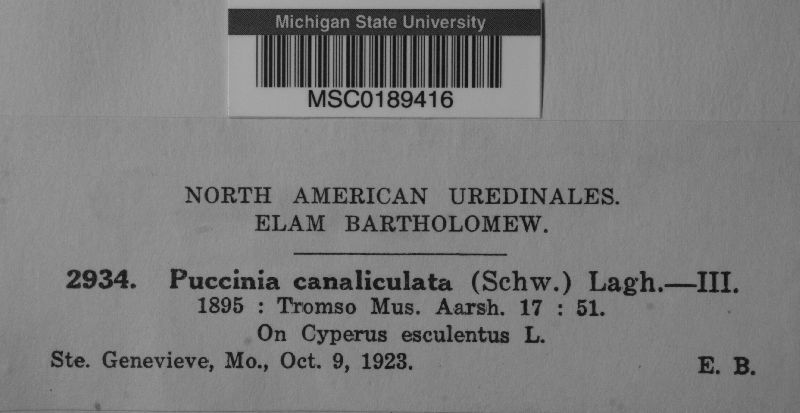 Michigan State University
MSC0189416
NORTH AMERICAN UREDINALES.
ELAM BARTHOLOMEW.
2934. Puccinia canaliculata (Schw.) Lagh.—III.
1895 : Tromso Mus. Aarsh. 17 : 51.
On Cyperus esculentus L.
Ste. Genevieve, Mo., Oct. 9, 1923. E. B.